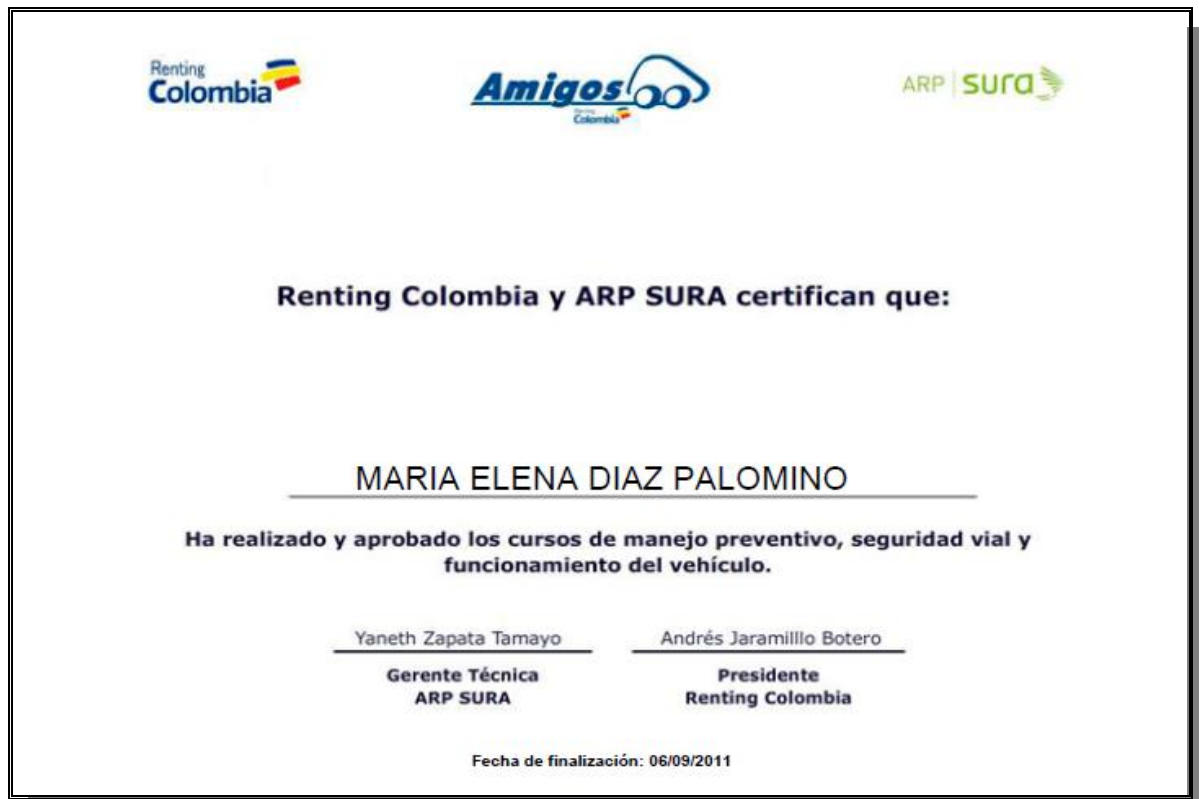 Renting
Colombia
Amigos
Renting
Colombia
ARP sura
Renting Colombia y ARP SURA certifican que:
MARIA ELENA DIAZ PALOMINO
Ha realizado y aprobado los cursos de manejo preventivo, seguridad vial y
funcionamiento del vehículo.
Yaneth Zapata Tamayo
Andrés Jaramilllo Botero
Gerente Técnica
ARP SURA
Presidente
Renting Colombia
Fecha de finalización: 06/09/2011